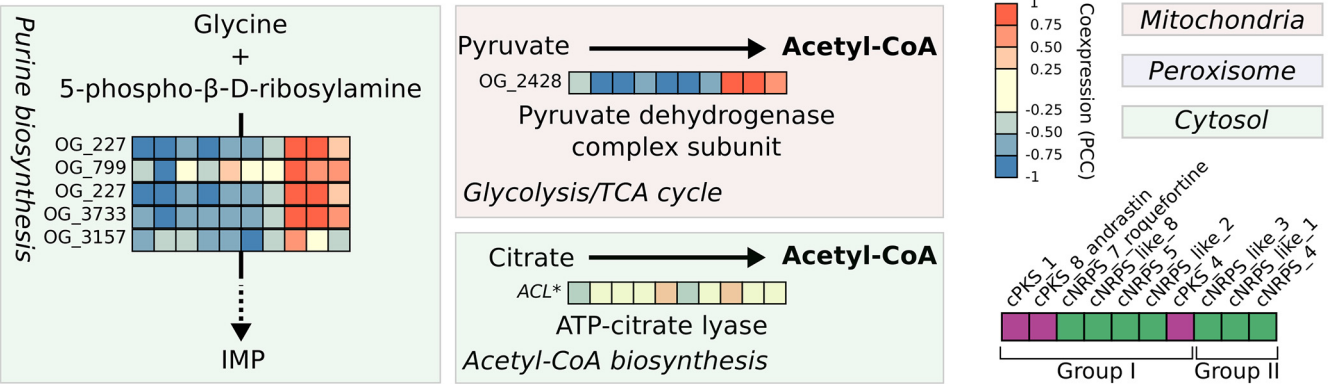 Purine biosynthesis
Glycine
+
5-phospho-β-D-ribosylamine
OG_227
OG_799
OG_227
OG_3733
OG_3157
IMP
Pyruvate
Acetyl-CoA
OG_2428
Pyruvate dehydrogenase
complex subunit
Glycolysis/TCA cycle
Citrate
Acetyl-CoA
ACL*
ATP-citrate lyase
Acetyl-CoA biosynthesis
1
0.75
0.50
0.25
-0.25
-0.50
-0.75
-1
Coexpression (PCC)
Mitochondria
Peroxisome
Cytosol
cPKS_1
cPKS_8_andrastin
cNRPS_7_roquefortine
cNRPS_like_8
cNRPS_5
cNRPS_like_2
cPKS_4
cNRPS_like_3
cNRPS_like_1
cNRPS_4
Group I
Group II